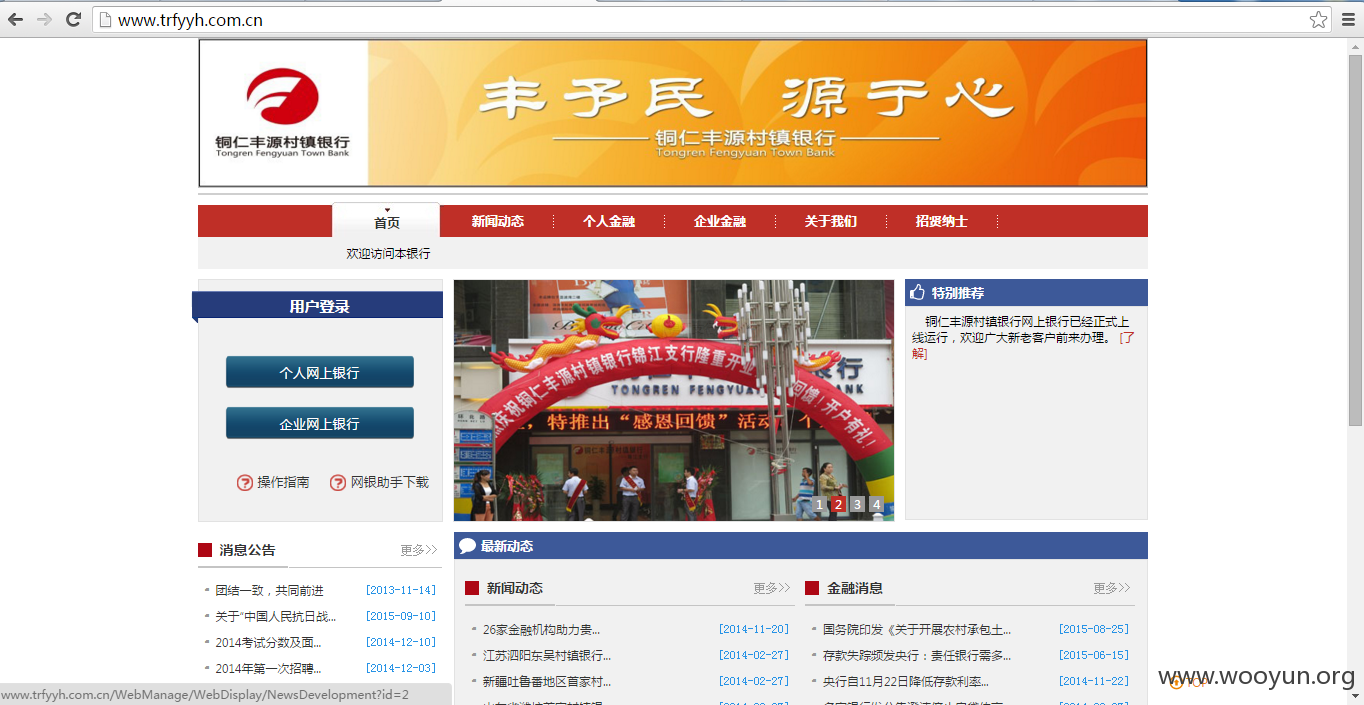 www.trfyyh.com.cn
丰予民 源于心
铜仁丰源村镇银行
Tongren Fengyuan Town Bank
铜仁丰源村镇银行
Tongren Fengyuan Town Bank
首页
新闻动态
个人金融
企业金融
关于我们
招贤纳士
欢迎访问本银行
用户登录
个人网上银行
企业网上银行
操作指南
网银助手下载
庆祝铜仁丰源村镇银行锦江支行隆重开业
回馈！开户有礼！
银行
TONGREN FENGYUA
NK
特推出“感恩回馈”活动
1 2 3 4
特别推荐
铜仁丰源村镇银行网上银行已经正式上
线运行，欢迎广大新老客户前来办理。 [了
解]
消息公告
更多>>
团结一致，共同前进 [2013-11-14]
关于“中国人民抗日战... [2015-09-10]
2014考试分数及面... [2014-12-10]
2014年第一次招聘... [2014-12-03]
最新动态
新闻动态
更多>>
26家金融机构助力贵... [2014-11-20]
江苏泗阳东吴村镇银行... [2014-02-27]
新疆吐鲁番地区首家村... [2014-02-27]
金融消息
更多>>
国务院印发《关于开展农村承包土... [2015-08-25]
存款失踪频发央行：责任银行需多... [2015-06-15]
央行自11月22日降低存款利率... [2014-11-22]
www.trfyyh.com.cn/WebManage/WebDisplay/NewsDevelopment?id=2
TOP
www.wooyun.org